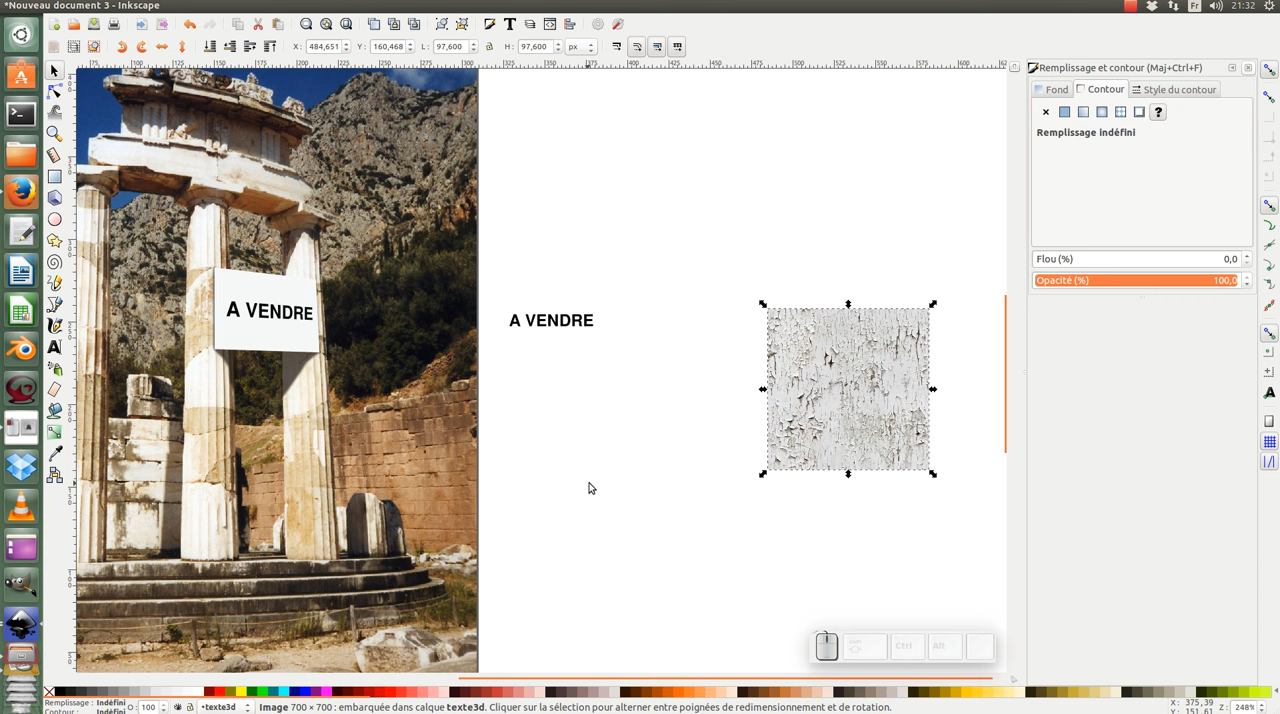 *Nouveau document 3 - Inkscape
Fr
21:32
X: 484,651 Y: 160,468 L: 97,600 H: 97,600 px
Remplissage et contour (Maj+Ctrl+F)
Fond Contour Style du contour
?
Remplissage indéfini
Flou (%) 0,0
Opacité (%) 100,0
A VENDRE
A VENDRE
Ctrl Alt
Remplissage : Indéfini
Contour : Indéfini
O: 100
•texte3d
Image 700 × 700 : embarquée dans calque texte3d. Cliquer sur la sélection pour alterner entre poignées de redimensionnement et de rotation.
X: 375,39
Y: 151,61
Z: 248%